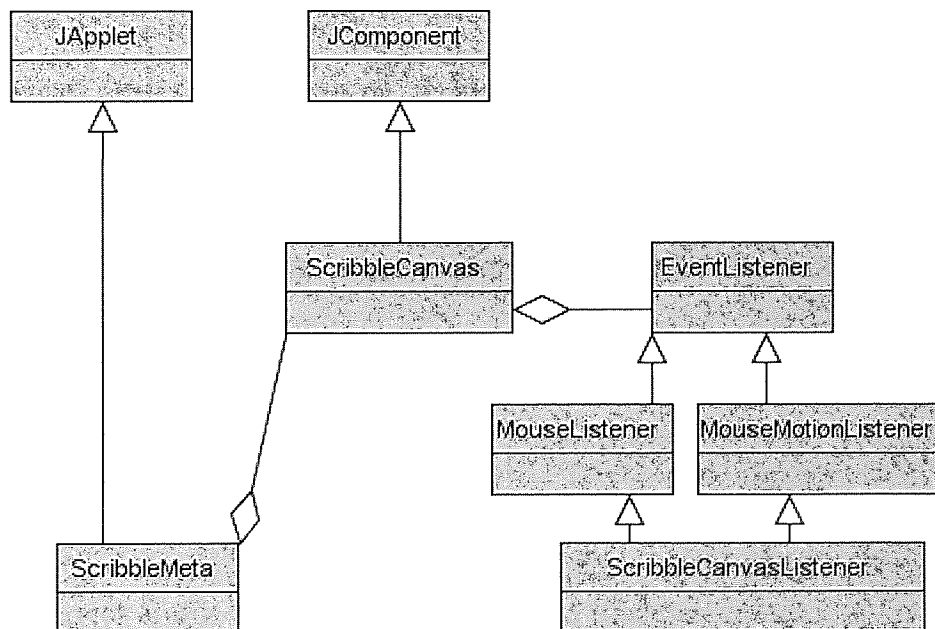 JApplet
JComponent
ScribbleCanvas
EventListener
MouseListener
MouseMotionListener
ScribbleMeta
ScribbleCanvasListener